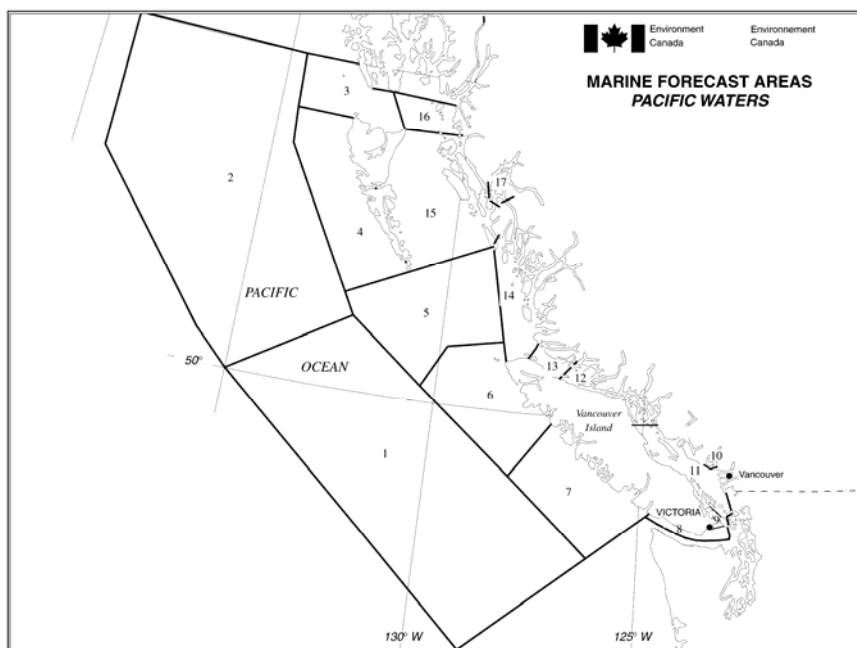 Environment Environnement
Canada Canada
MARINE FORECAST AREAS
PACIFIC WATERS
3
16
2
17
15
4
PACIFIC
14
5
50°
OCEAN
13
12
6
Vancouver
Island
1
10
11
Vancouver
7
VICTORIA
9
8
130° W
125° W